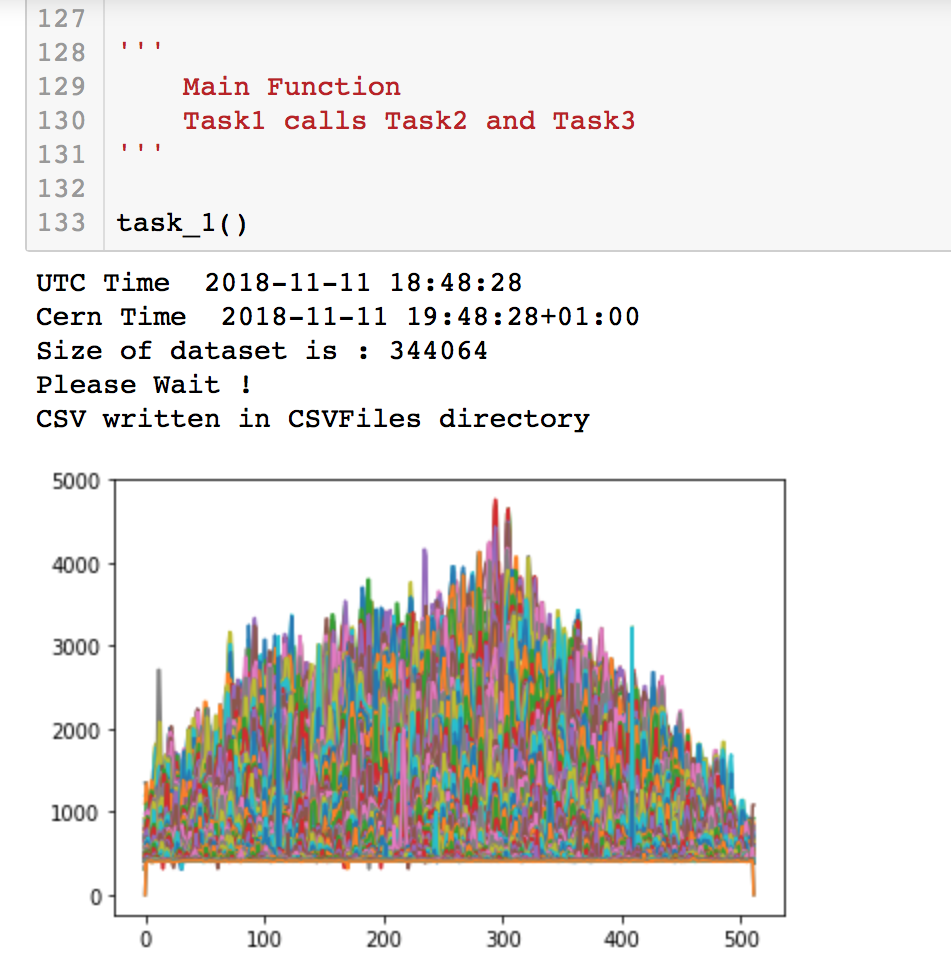 127
128 '''
129 Main Function
130 Task1 calls Task2 and Task3
131 '''
132
133 task_1()
UTC Time  2018-11-11 18:48:28
Cern Time  2018-11-11 19:48:28+01:00
Size of dataset is : 344064
Please Wait !
CSV written in CSVFiles directory
5000
4000
3000
2000
1000
0
0 100 200 300 400 500